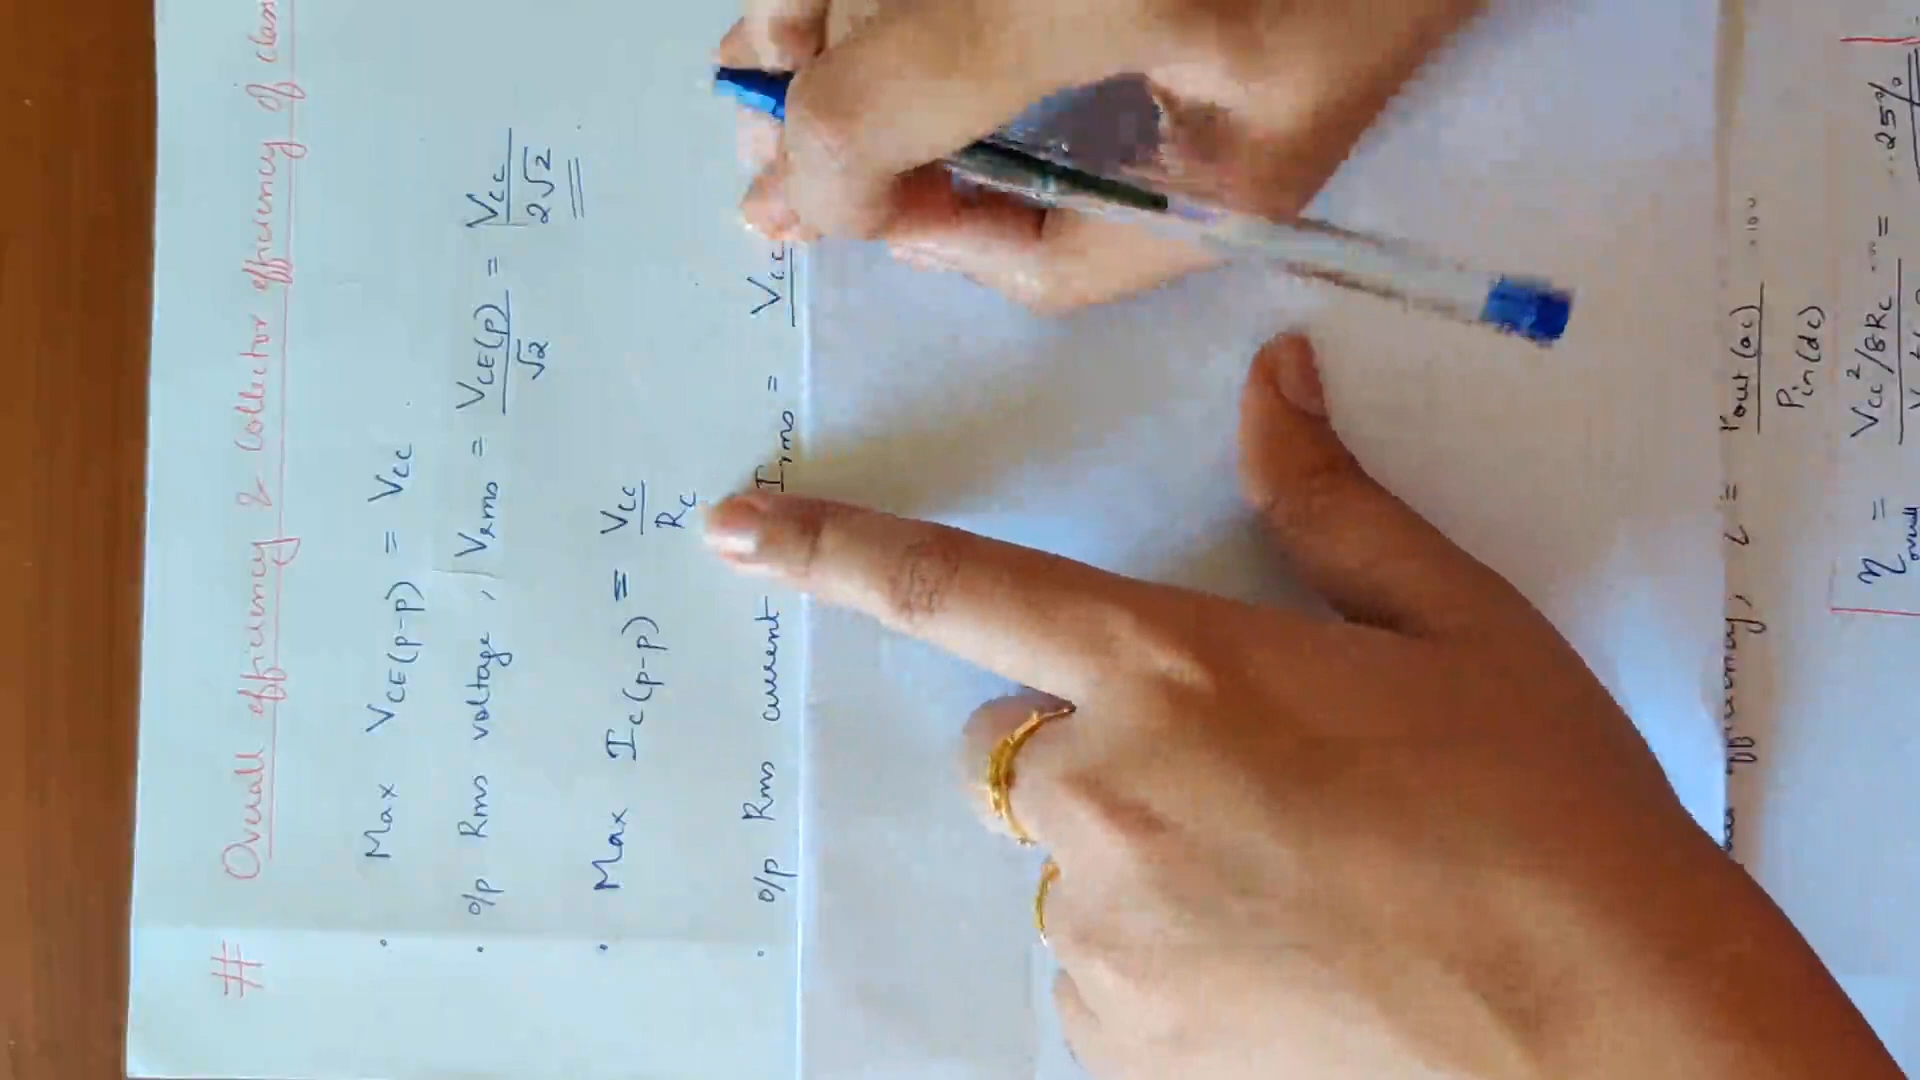 # Overall efficiency & Collector efficiency of class
• Max VCE(p-p) = Vcc
• o/p Rms voltage, Vrms = VCE(p)/√2 = Vcc/2√2
• Max Ic(p-p) = Vcc/Rc
• o/p Rms current Irms = Vcc
efficiency, = Pout(ac)/Pin(dc)
η overall = Vcc²/8Rc = 25%